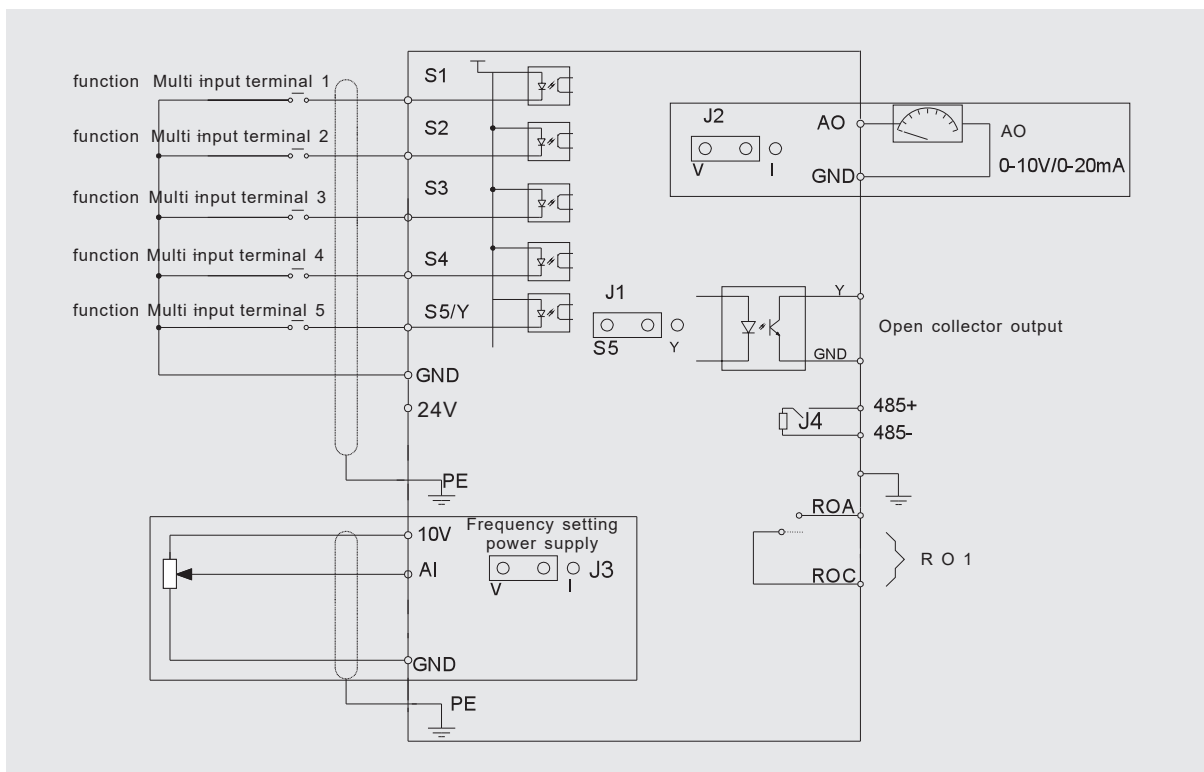 function Multi input terminal 1
S1
function Multi input terminal 2
S2
function Multi input terminal 3
S3
function Multi input terminal 4
S4
function Multi input terminal 5
S5/Y
GND
24V
PE
J1
S5
Y
J2
V
I
AO
GND
AO
0-10V/0-20mA
Y
GND
Open collector output
J4
485+
485-
ROA
ROC
R O 1
10V
Frequency setting
power supply
AI
V
I
J3
GND
PE